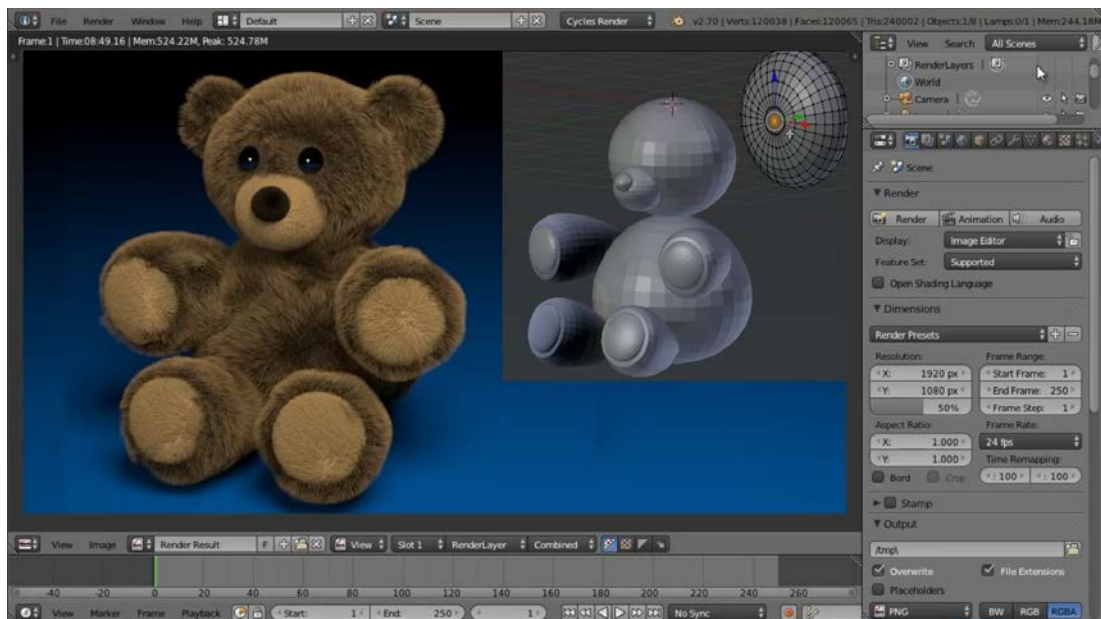 File Render Window Help Default Scene Cycles Render v2.70 | Verts:120038 | Faces:120065 | Tris:240002 | Objects:1/8 | Lamps:0/1 | Mem:244.18M
Frame:1 | Time:08:49.16 | Mem:524.22M, Peak: 524.78M
View Search All Scenes
RenderLayers |
World
Camera |
Scene
Render
Render Animation Audio
Display: Image Editor
Feature Set: Supported
Open Shading Language
Dimensions
Render Presets
Resolution: Frame Range:
X: 1920 px Start Frame: 1
Y: 1080 px End Frame: 250
50% Frame Step: 1
Aspect Ratio: Frame Rate:
X: 1.000 24 fps
Y: 1.000 Time Remapping:
Bord Crop : 100 : 100
Stamp
Output
/tmp\
Overwrite File Extensions
Placeholders
PNG BW RGB RGBA
View Image Render Result F View Slot 1 RenderLayer Combined
-40 -20 0 20 40 60 80 100 120 140 160 180 200 220 240 260
View Marker Frame Playback Start: 1 End: 250 1 No Sync